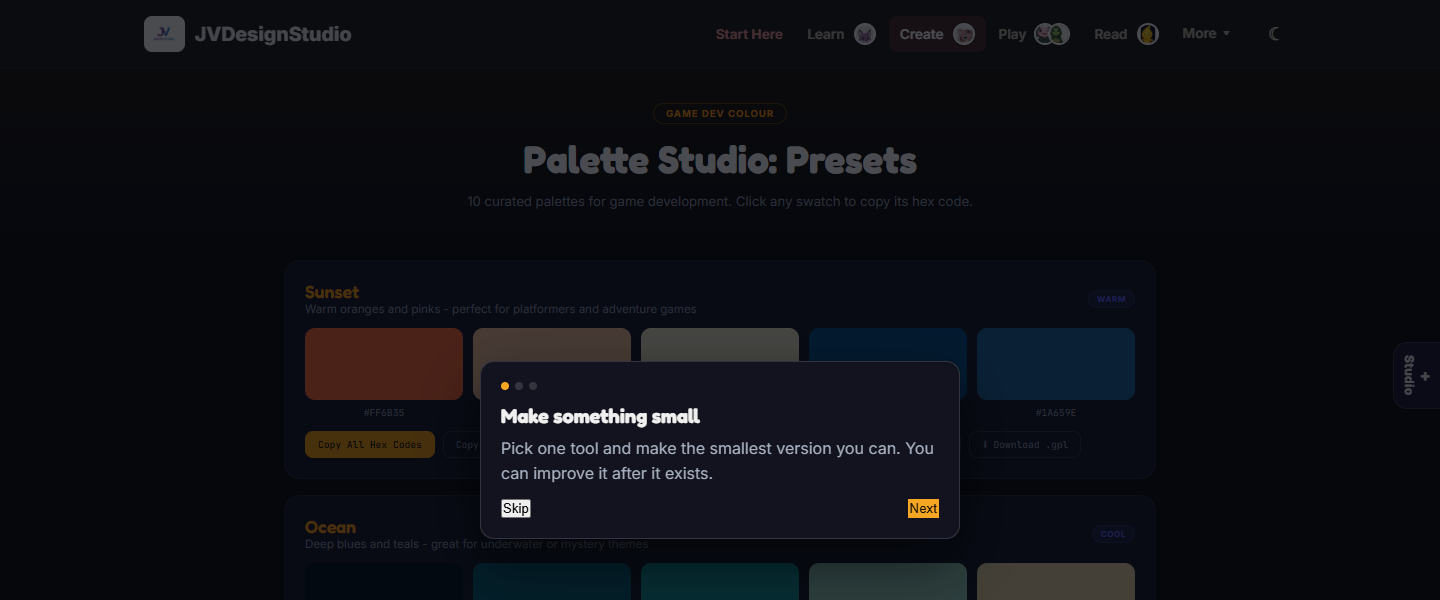 JV
JVDesignStudio
Start Here
Learn
Create
Play
Read
More
GAME DEV COLOUR
Palette Studio: Presets
10 curated palettes for game development. Click any swatch to copy its hex code.
Sunset
Warm oranges and pinks - perfect for platformers and adventure games
WARM
#FF6B35
#1A659E
Copy All Hex Codes
Copy
⬇ Download .gpl
Make something small
Pick one tool and make the smallest version you can. You
can improve it after it exists.
Skip
Next
Ocean
Deep blues and teals - great for underwater or mystery themes
COOL
+
Studio